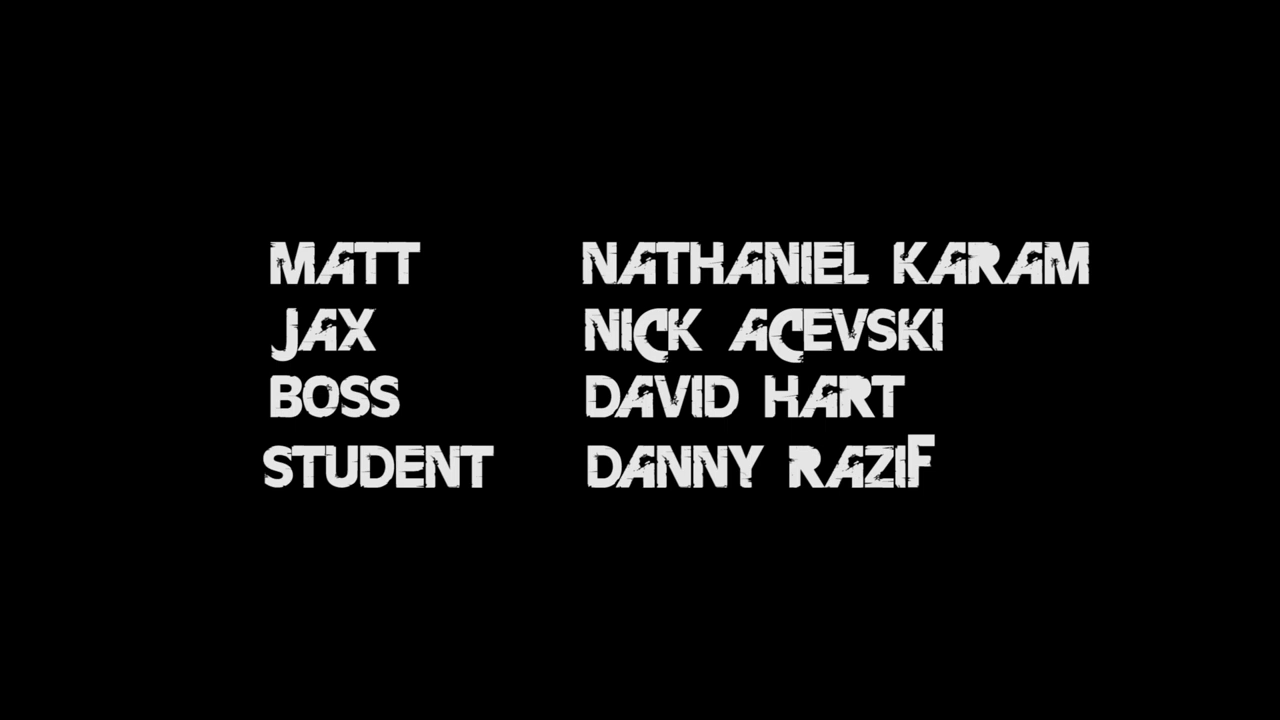 MATT NATHANIEL KARAM
JAX NICK ACEVSKI
BOSS DAVID HART
STUDENT DANNY RAZIF